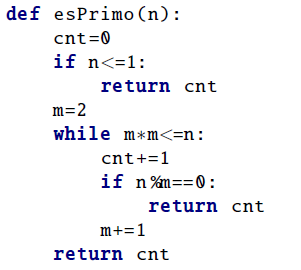 def esPrimo(n):
    cnt=0
    if n<=1:
        return cnt
    m=2
    while m*m<=n:
        cnt+=1
        if n%m==0:
            return cnt
        m+=1
    return cnt